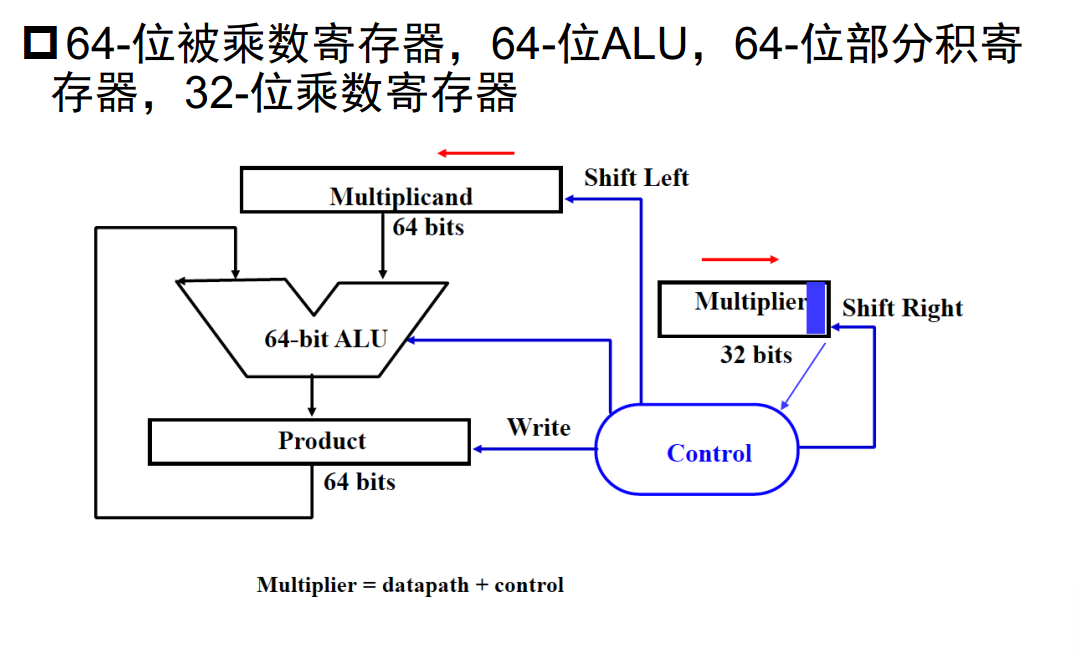 64-位被乘数寄存器，64-位ALU，64-位部分积寄
存器，32-位乘数寄存器
Shift Left
Multiplicand
64 bits
Multiplier
Shift Right
64-bit ALU
32 bits
Write
Product
Control
64 bits
Multiplier = datapath + control